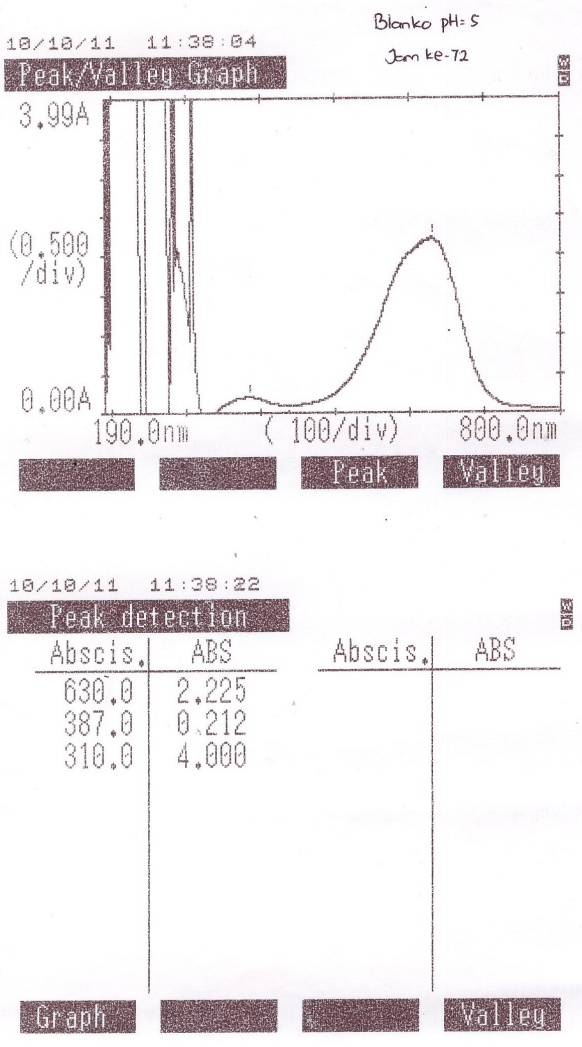 Blanko pH=5
10/10/11 11:38:04
Jam ke-72
Peak/Valley Graph
3.99A
(0.500
/div)
0.00A
190.0nm ( 100/div) 800.0nm
Peak Valley
10/10/11 11:38:22
Peak detection
Abscis. ABS Abscis. ABS
630.0 2.225
387.0 0.212
310.0 4.000
Graph Valley